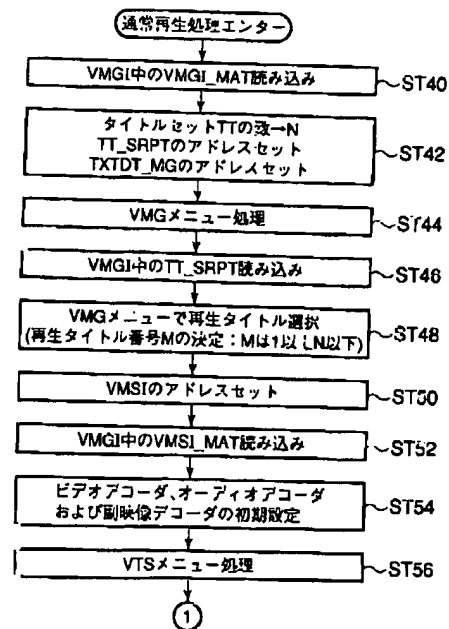 通常再生処理エンター
VMGI中のVMGI_MAT読み込み
ST40
タイトルセットTTの数→N
TT_SRPTのアドレスセット
TXTDT_MGのアドレスセット
ST42
VMGメニュー処理
ST44
VMGI中のTT_SRPT読み込み
ST46
VMGメニューで再生タイトル選択
(再生タイトル番号Mの決定:Mは1以上N以下)
ST48
VMSIのアドレスセット
ST50
VMGI中のVMSI_MAT読み込み
ST52
ビデオアコーダ、オーディオアコーダ
および副映像デコーダの初期設定
ST54
VTSメニュー処理
ST56
1